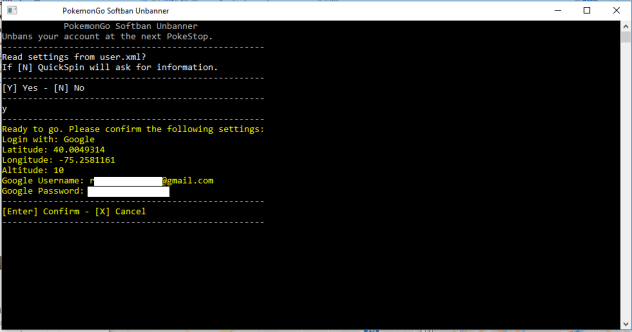 PokemonGo Softban Unbanner
PokemonGo Softban Unbanner
Unbans your account at the next PokeStop.
--------------------------------------------------
Read settings from user.xml?
If [N] QuickSpin will ask for information.
--------------------------------------------------
[Y] Yes - [N] No
--------------------------------------------------
y
--------------------------------------------------
Ready to go. Please confirm the following settings:
Login with: Google
Latitude: 40.0049314
Longitude: -75.2581161
Altitude: 10
Google Username: r @gmail.com
Google Password:
--------------------------------------------------
[Enter] Confirm - [X] Cancel
--------------------------------------------------